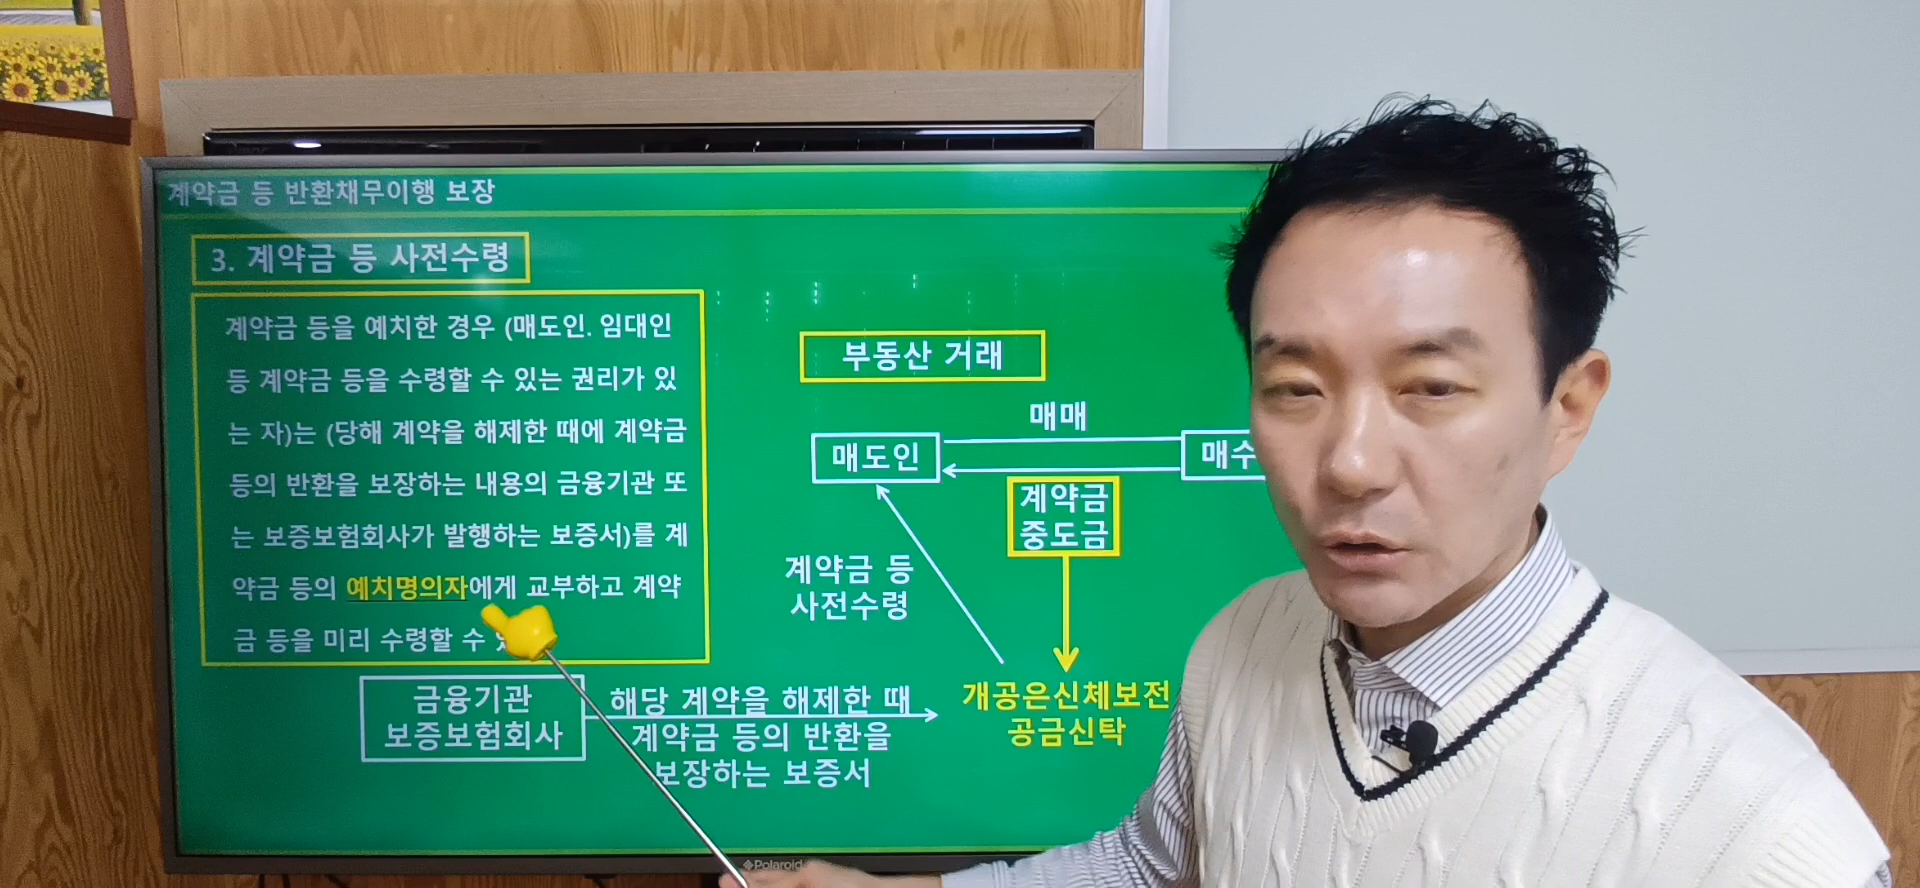 계약금 등 반환채무이행 보장
3. 계약금 등 사전수령
계약금 등을 예치한 경우 (매도인. 임대인
등 계약금 등을 수령할 수 있는 권리가 있
는 자)는 (당해 계약을 해제한 때에 계약금
등의 반환을 보장하는 내용의 금융기관 또
는 보증보험회사가 발행하는 보증서)를 계
약금 등의 예치명의자에게 교부하고 계약
금 등을 미리 수령할 수
부동산 거래
매매
매도인
매수
계약금
중도금
계약금 등
사전수령
금융기관
보증보험회사
해당 계약을 해제한 때
계약금 등의 반환을
보장하는 보증서
개공은신체보전
공금신탁
Polaroid